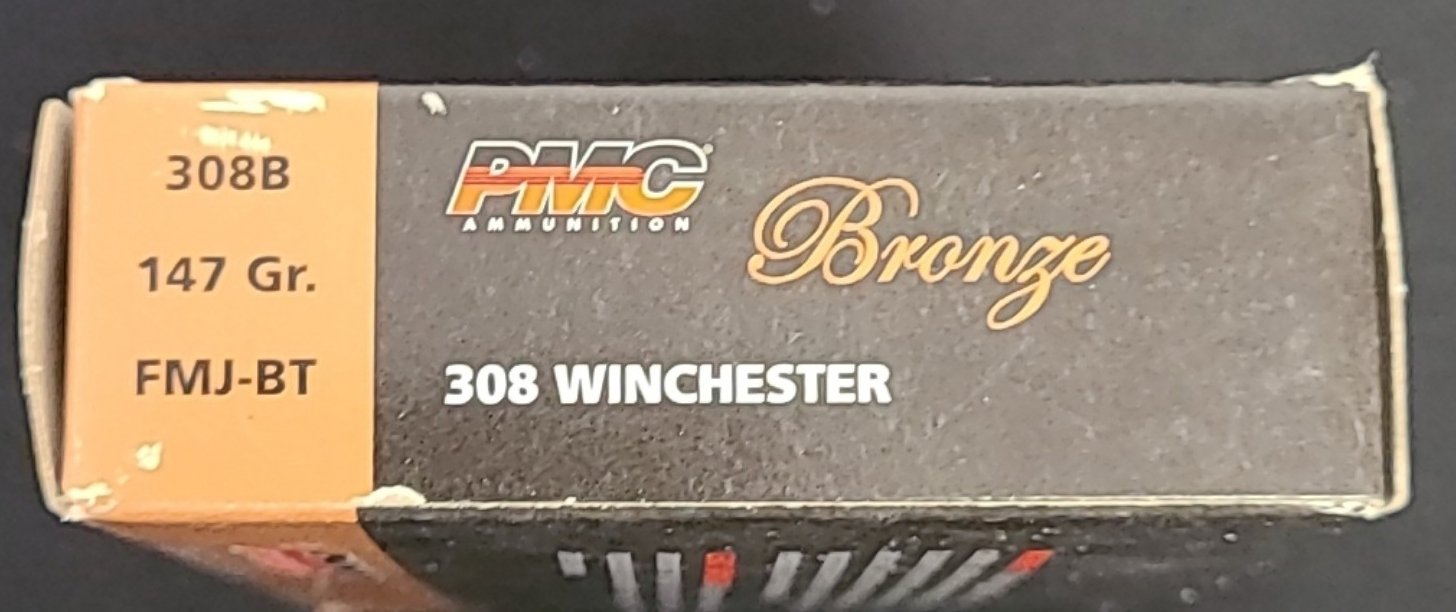 308B
147 Gr.
FMJ-BT
PMC
AMMUNITION
Bronze
308 WINCHESTER